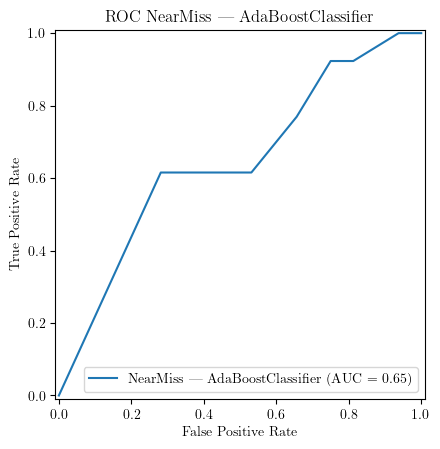 ROC NearMiss — AdaBoostClassifier
1.0
0.8
0.6
0.4
0.2
0.0
True Positive Rate
NearMiss — AdaBoostClassifier (AUC = 0.65)
0.0 0.2 0.4 0.6 0.8 1.0
False Positive Rate